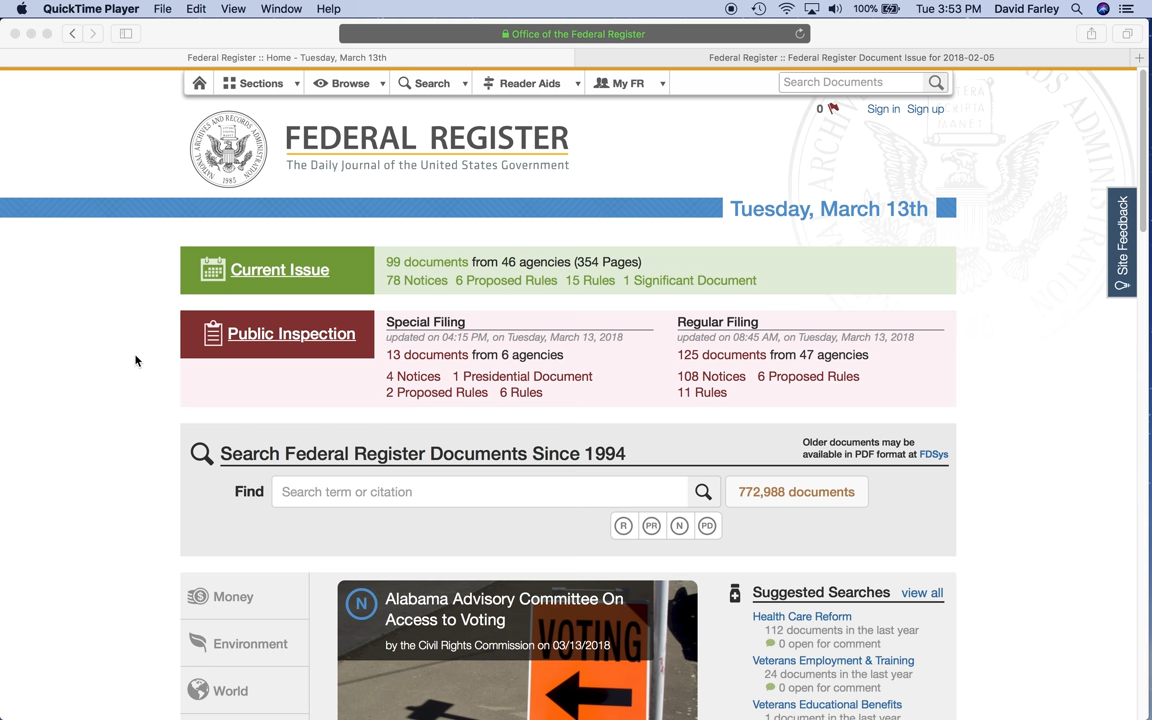 QuickTime Player File Edit View Window Help 100% Tue 3:53 PM David Farley
Office of the Federal Register
Federal Register :: Home - Tuesday, March 13th Federal Register :: Federal Register Document Issue for 2018-02-05
Sections Browse Search Reader Aids My FR Search Documents
0 Sign in Sign up
FEDERAL REGISTER
The Daily Journal of the United States Government
Tuesday, March 13th
Site Feedback
Current Issue
99 documents from 46 agencies (354 Pages)
78 Notices 6 Proposed Rules 15 Rules 1 Significant Document
Public Inspection
Special Filing
updated on 04:15 PM, on Tuesday, March 13, 2018
13 documents from 6 agencies
4 Notices 1 Presidential Document
2 Proposed Rules 6 Rules
Regular Filing
updated on 08:45 AM, on Tuesday, March 13, 2018
125 documents from 47 agencies
108 Notices 6 Proposed Rules
11 Rules
Search Federal Register Documents Since 1994
Older documents may be
available in PDF format at FDSys
Find Search term or citation 772,988 documents
R PR N PD
Money
Environment
World
N Alabama Advisory Committee On
Access to Voting
by the Civil Rights Commission on 03/13/2018
VOTING
Suggested Searches view all
Health Care Reform
112 documents in the last year
0 open for comment
Veterans Employment & Training
24 documents in the last year
0 open for comment
Veterans Educational Benefits
1 document in the last year